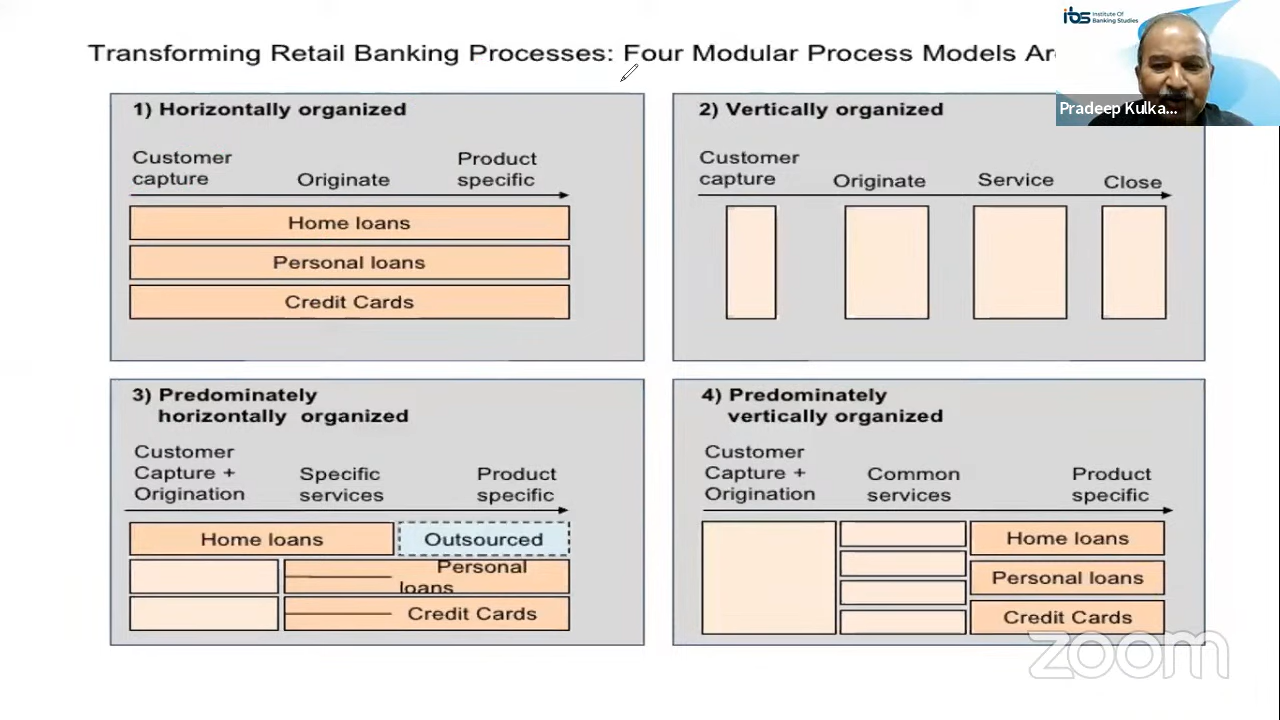 ibs Institute Of
Banking Studies
Transforming Retail Banking Processes: Four Modular Process Models
Pradeep Kulka...
1) Horizontally organized
Customer
capture
Originate
Product
specific
Home loans
Personal loans
Credit Cards
2) Vertically organized
Customer
capture
Originate
Service
Close
3) Predominately
horizontally organized
Customer
Capture +
Origination
Specific
services
Product
specific
Home loans
Outsourced
Personal
loans
Credit Cards
4) Predominately
vertically organized
Customer
Capture +
Origination
Common
services
Product
specific
Home loans
Personal loans
Credit Cards
zoom